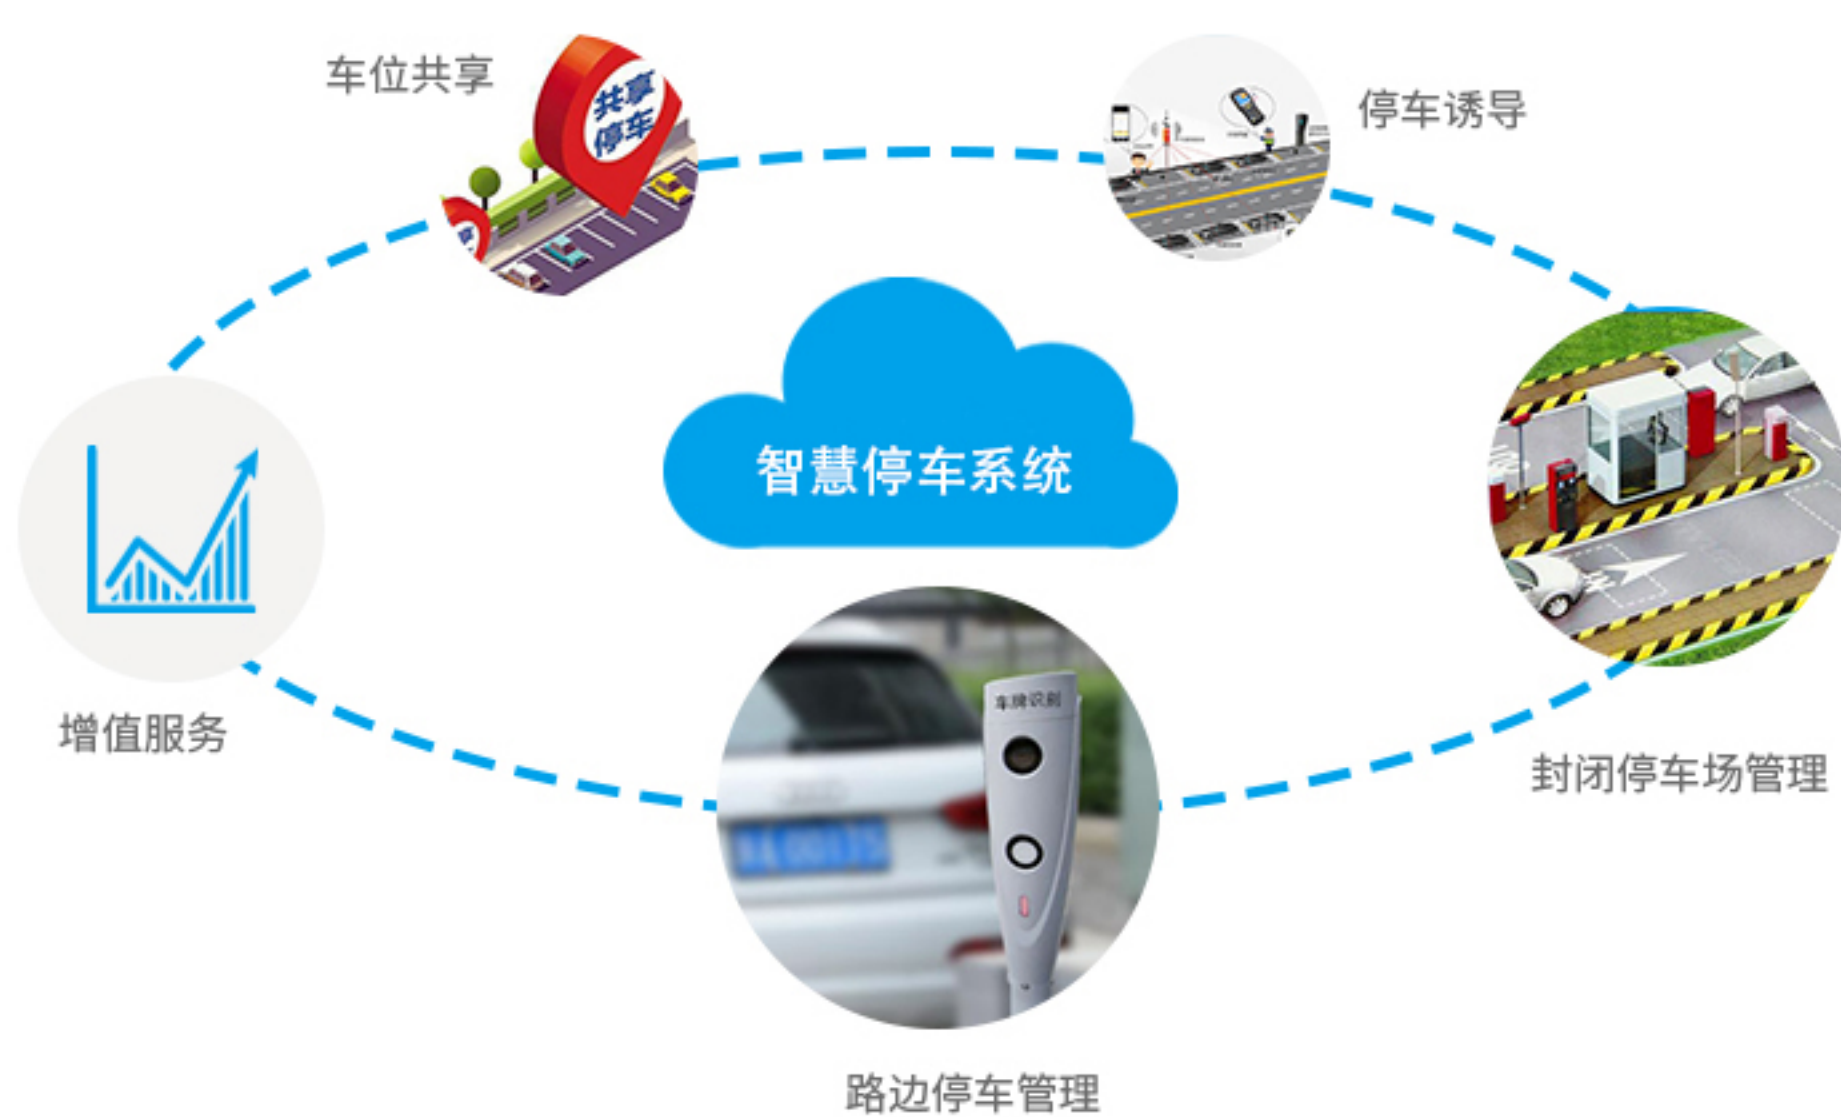 车位共享
共享
停车
停车诱导
智慧停车系统
增值服务
车牌识别
封闭停车场管理
路边停车管理